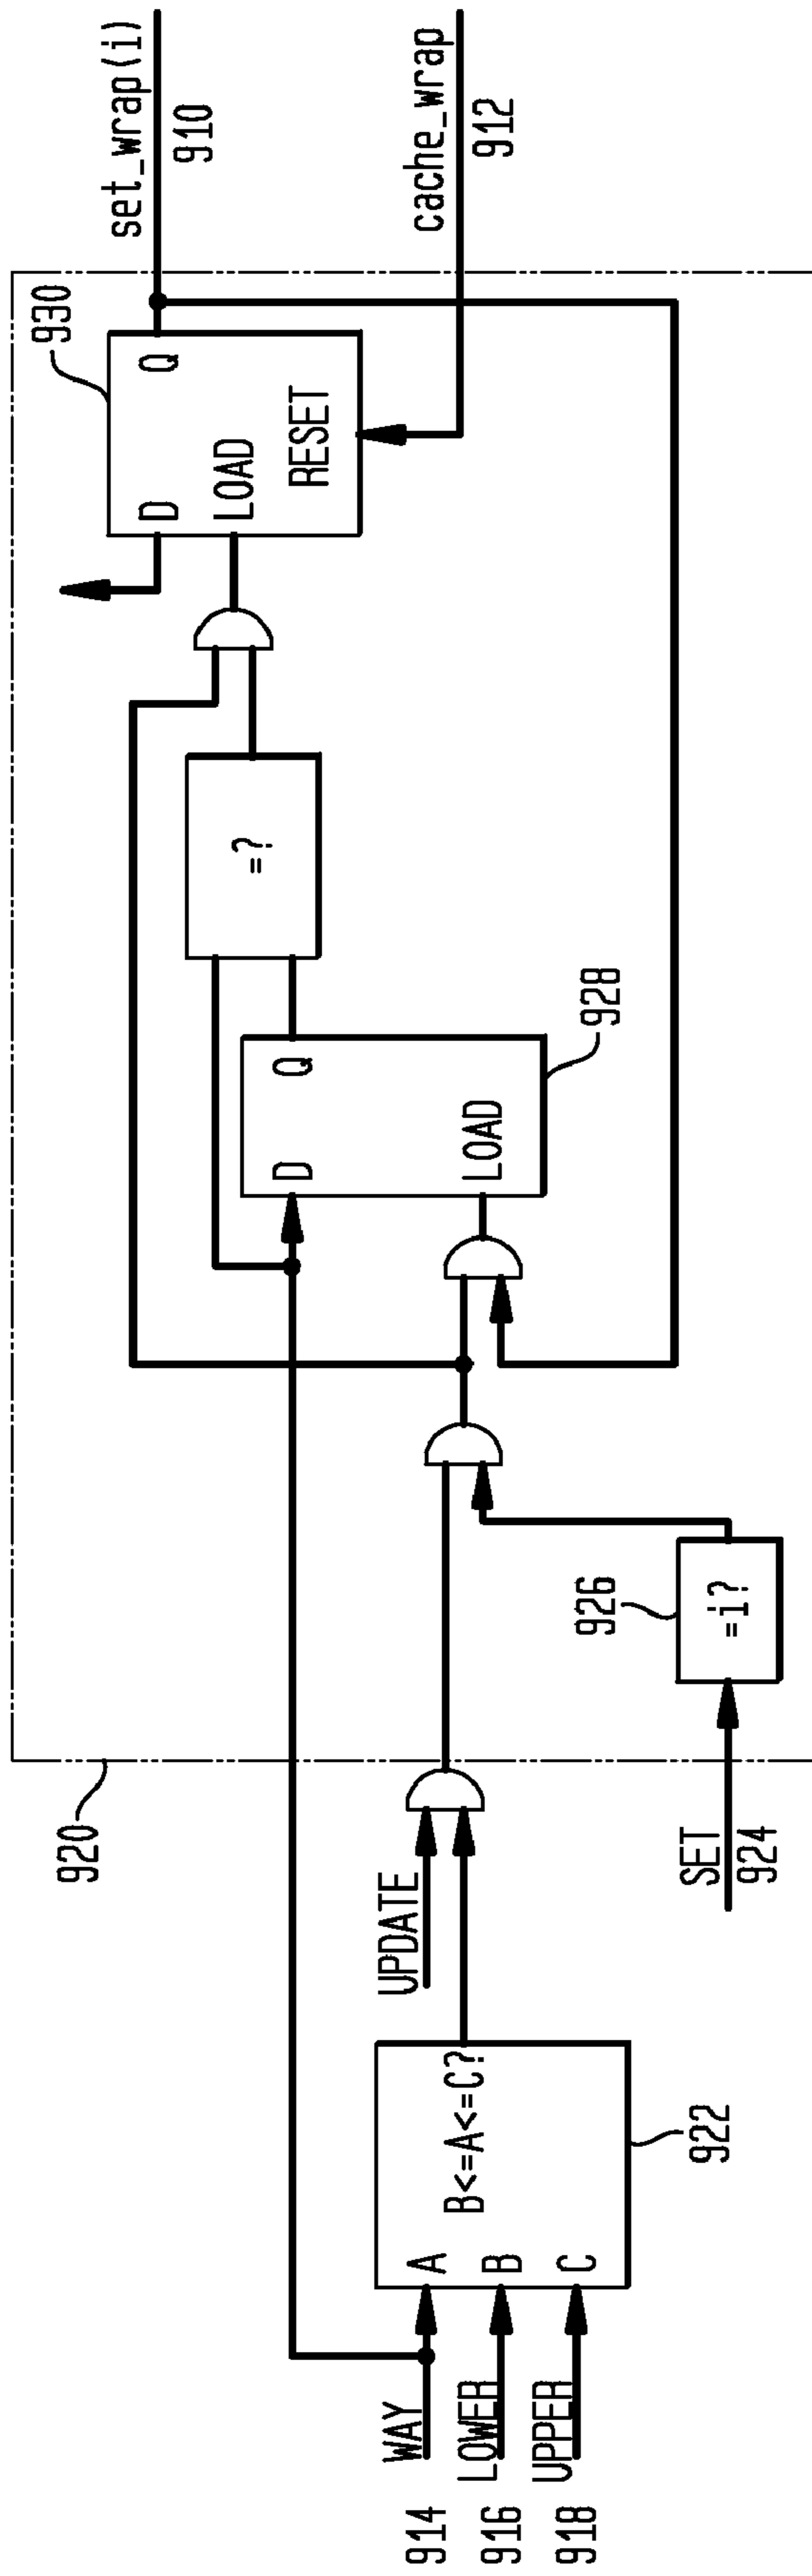 set_wrap(i)
910
cache_wrap
912
930
D
Q
LOAD
RESET
=?
D
Q
LOAD
928
926
=i?
920
SET
924
UPDATE
B<=A<=C?
A
B
C
922
WAY
914
LOWER
916
UPPER
918